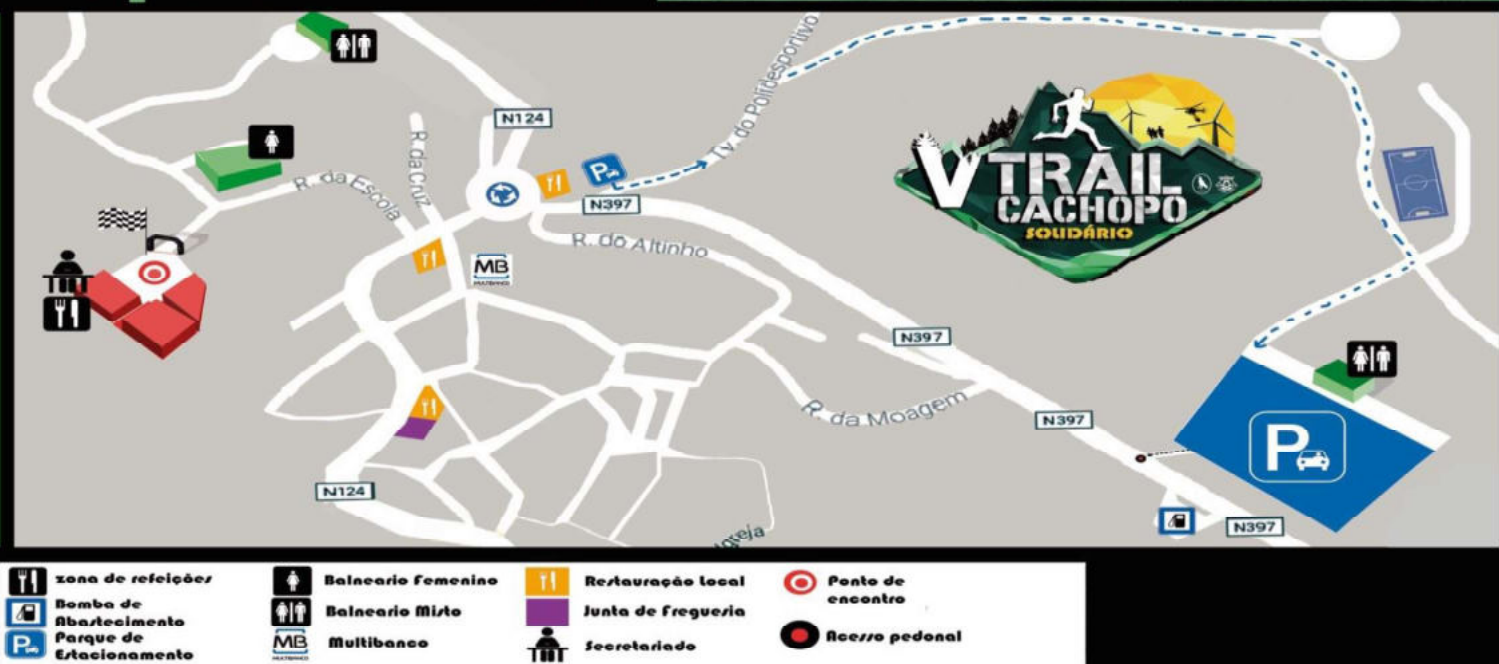 N124
Tv. do Polidesportivo
R. da Cruz
R. da Escola
P
N397
V TRAIL
CACHOPO
SOLIDÁRIO
R. do Altinho
MB
MULTIBANCO
N397
R. da Moagem
N397
P
N124
N397
zona de refeições
Bomba de
Abastecimento
P
Parque de
Estacionamento
Balneario Femenino
Balneario Misto
MB
MULTIBANCO
Multibanco
Restauração Local
Junta de Freguesia
Secretariado
Ponto de
encontro
Acesso pedonal